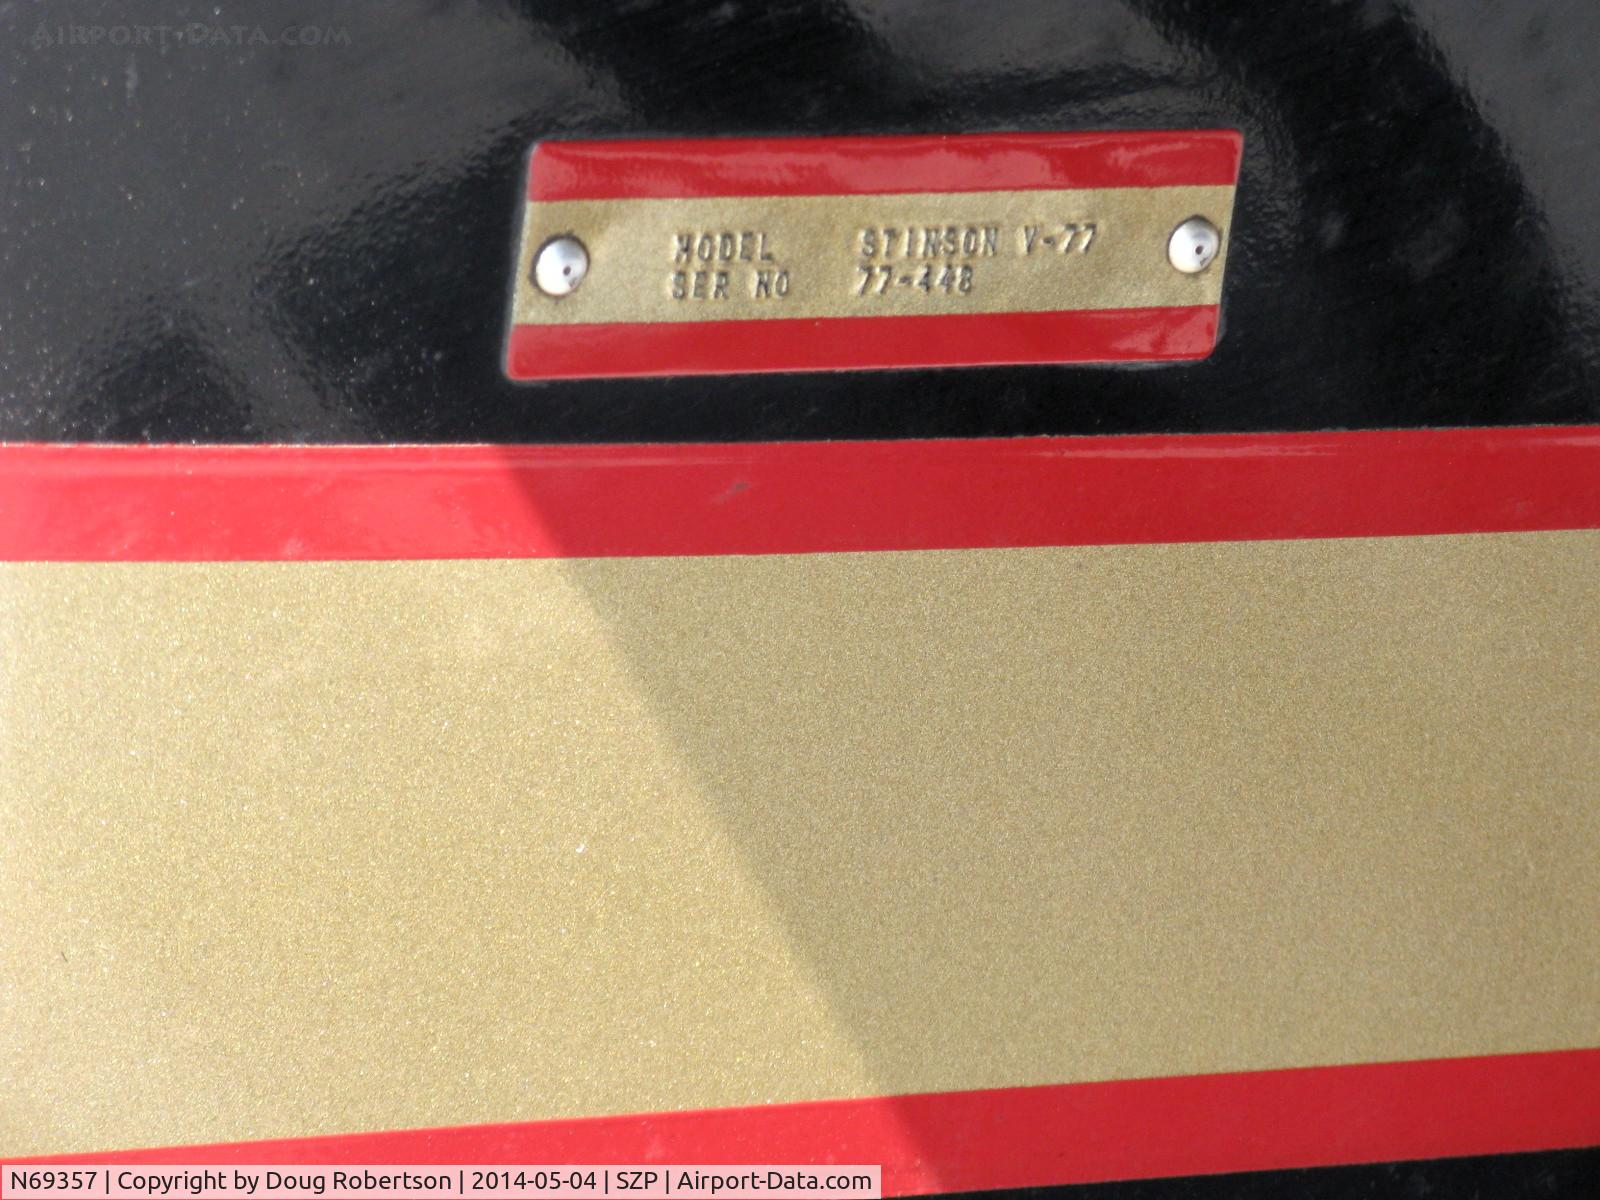 AIRPORT-DATA.COM
MODEL STINSON V-77
SER NO 77-448
N69357 | Copyright by Doug Robertson | 2014-05-04 | SZP | Airport-Data.com